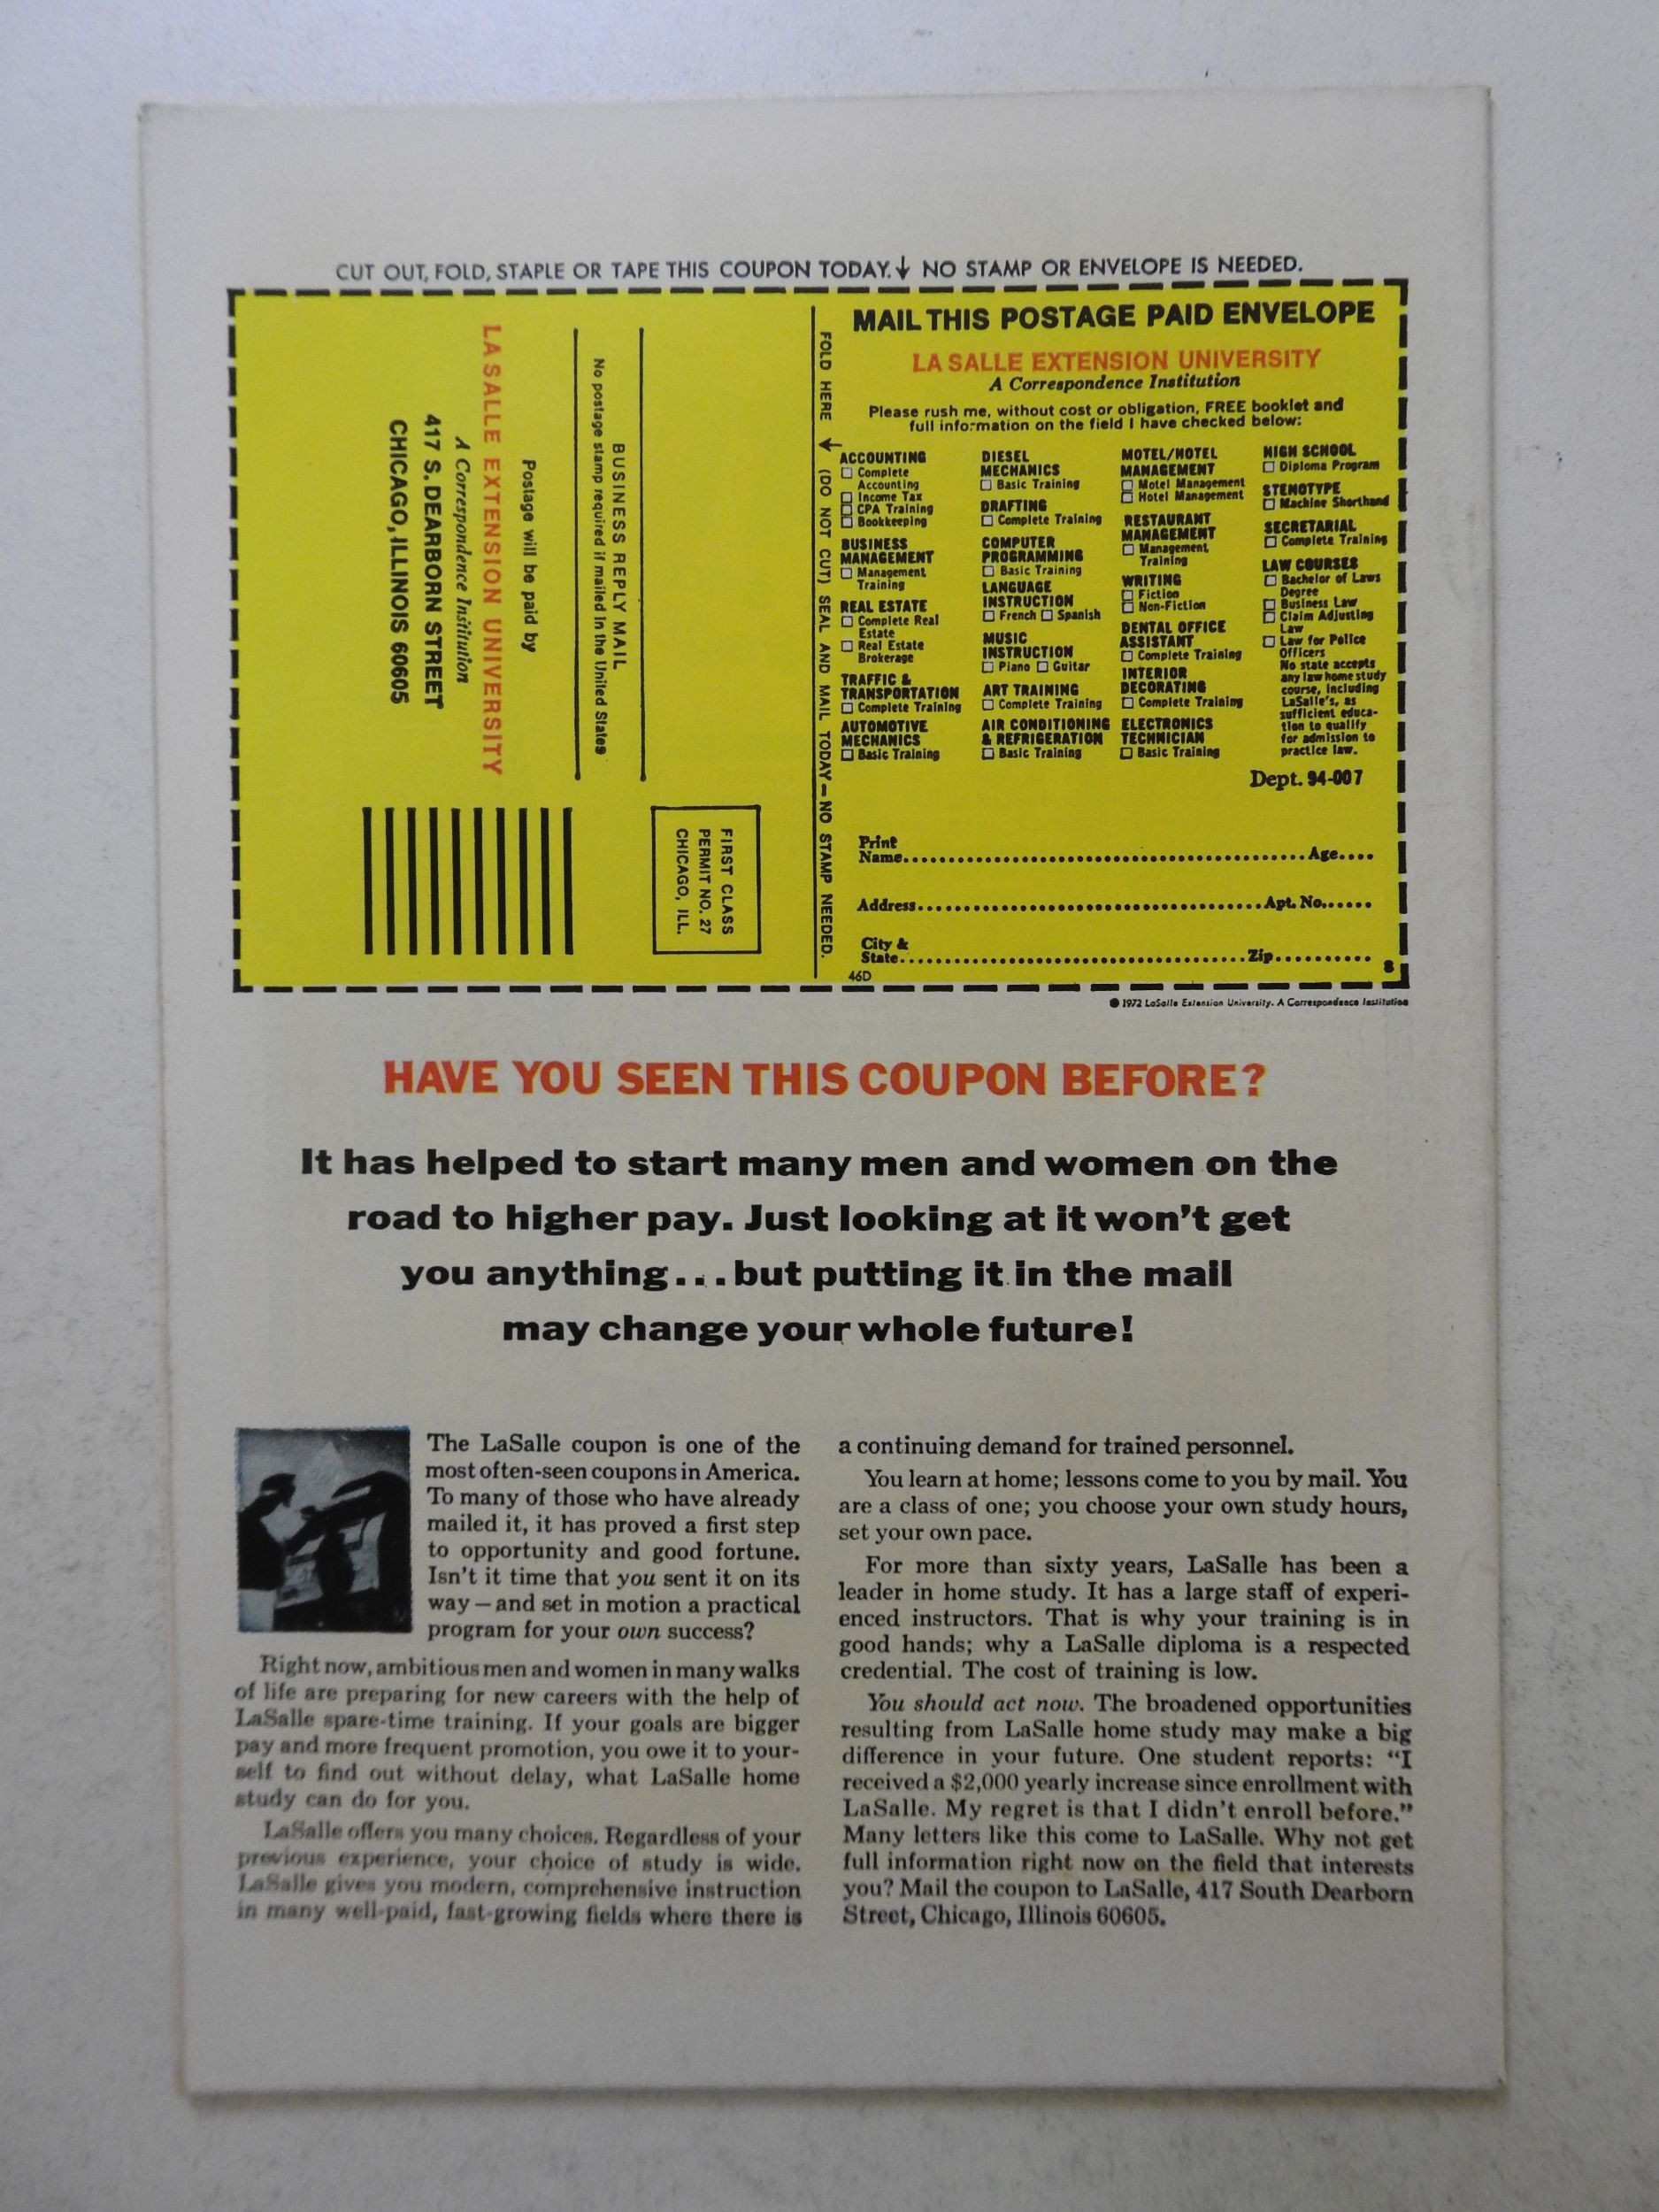 CUT OUT, FOLD, STAPLE OR TAPE THIS COUPON TODAY. ↓ NO STAMP OR ENVELOPE IS NEEDED.
BUSINESS REPLY MAIL
No postage stamp required if mailed in the United States
Postage will be paid by
LA SALLE EXTENSION UNIVERSITY
A Correspondence Institution
417 S. DEARBORN STREET
CHICAGO, ILLINOIS 60605
FIRST CLASS
PERMIT NO. 27
CHICAGO, ILL.
FOLD HERE → (DO NOT CUT) SEAL AND MAIL TODAY — NO STAMP NEEDED.
MAIL THIS POSTAGE PAID ENVELOPE
LA SALLE EXTENSION UNIVERSITY
A Correspondence Institution
Please rush me, without cost or obligation, FREE booklet and
full information on the field I have checked below:
ACCOUNTING
☐ Complete
Accounting
☐ Income Tax
☐ CPA Training
☐ Bookkeeping
BUSINESS
MANAGEMENT
☐ Management
Training
REAL ESTATE
☐ Complete Real
Estate
☐ Real Estate
Brokerage
TRAFFIC &
TRANSPORTATION
☐ Complete Training
AUTOMOTIVE
MECHANICS
☐ Basic Training
DIESEL
MECHANICS
☐ Basic Training
DRAFTING
☐ Complete Training
COMPUTER
PROGRAMMING
☐ Basic Training
LANGUAGE
INSTRUCTION
☐ French ☐ Spanish
MUSIC
INSTRUCTION
☐ Piano ☐ Guitar
ART TRAINING
☐ Complete Training
AIR CONDITIONING
& REFRIGERATION
☐ Basic Training
MOTEL/HOTEL
MANAGEMENT
☐ Motel Management
☐ Hotel Management
RESTAURANT
MANAGEMENT
☐ Management
Training
WRITING
☐ Fiction
☐ Non-Fiction
DENTAL OFFICE
ASSISTANT
☐ Complete Training
INTERIOR
DECORATING
☐ Complete Training
ELECTRONICS
TECHNICIAN
☐ Basic Training
HIGH SCHOOL
☐ Diploma Program
STENOTYPE
☐ Machine Shorthand
SECRETARIAL
☐ Complete Training
LAW COURSES
☐ Bachelor of Laws
Degree
☐ Business Law
☐ Claim Adjusting
Law
☐ Law for Police
Officers
No state accepts
any law home study
course, including
LaSalle's, as
sufficient educa-
tion to qualify
for admission to
practice law.
Dept. 94-007
Print
Name.......... Age....
Address.......... Apt. No......
City &
State.......... Zip..........
46D
8
© 1972 LaSalle Extension University. A Correspondence Institution
HAVE YOU SEEN THIS COUPON BEFORE?
It has helped to start many men and women on the
road to higher pay. Just looking at it won't get
you anything... but putting it in the mail
may change your whole future!
The LaSalle coupon is one of the
most often-seen coupons in America.
To many of those who have already
mailed it, it has proved a first step
to opportunity and good fortune.
Isn't it time that you sent it on its
way — and set in motion a practical
program for your own success?
Right now, ambitious men and women in many walks
of life are preparing for new careers with the help of
LaSalle spare-time training. If your goals are bigger
pay and more frequent promotion, you owe it to your-
self to find out without delay, what LaSalle home
study can do for you.
LaSalle offers you many choices. Regardless of your
previous experience, your choice of study is wide.
LaSalle gives you modern, comprehensive instruction
in many well-paid, fast-growing fields where there is
a continuing demand for trained personnel.
You learn at home; lessons come to you by mail. You
are a class of one; you choose your own study hours,
set your own pace.
For more than sixty years, LaSalle has been a
leader in home study. It has a large staff of experi-
enced instructors. That is why your training is in
good hands; why a LaSalle diploma is a respected
credential. The cost of training is low.
You should act now. The broadened opportunities
resulting from LaSalle home study may make a big
difference in your future. One student reports: "I
received a $2,000 yearly increase since enrollment with
LaSalle. My regret is that I didn't enroll before."
Many letters like this come to LaSalle. Why not get
full information right now on the field that interests
you? Mail the coupon to LaSalle, 417 South Dearborn
Street, Chicago, Illinois 60605.